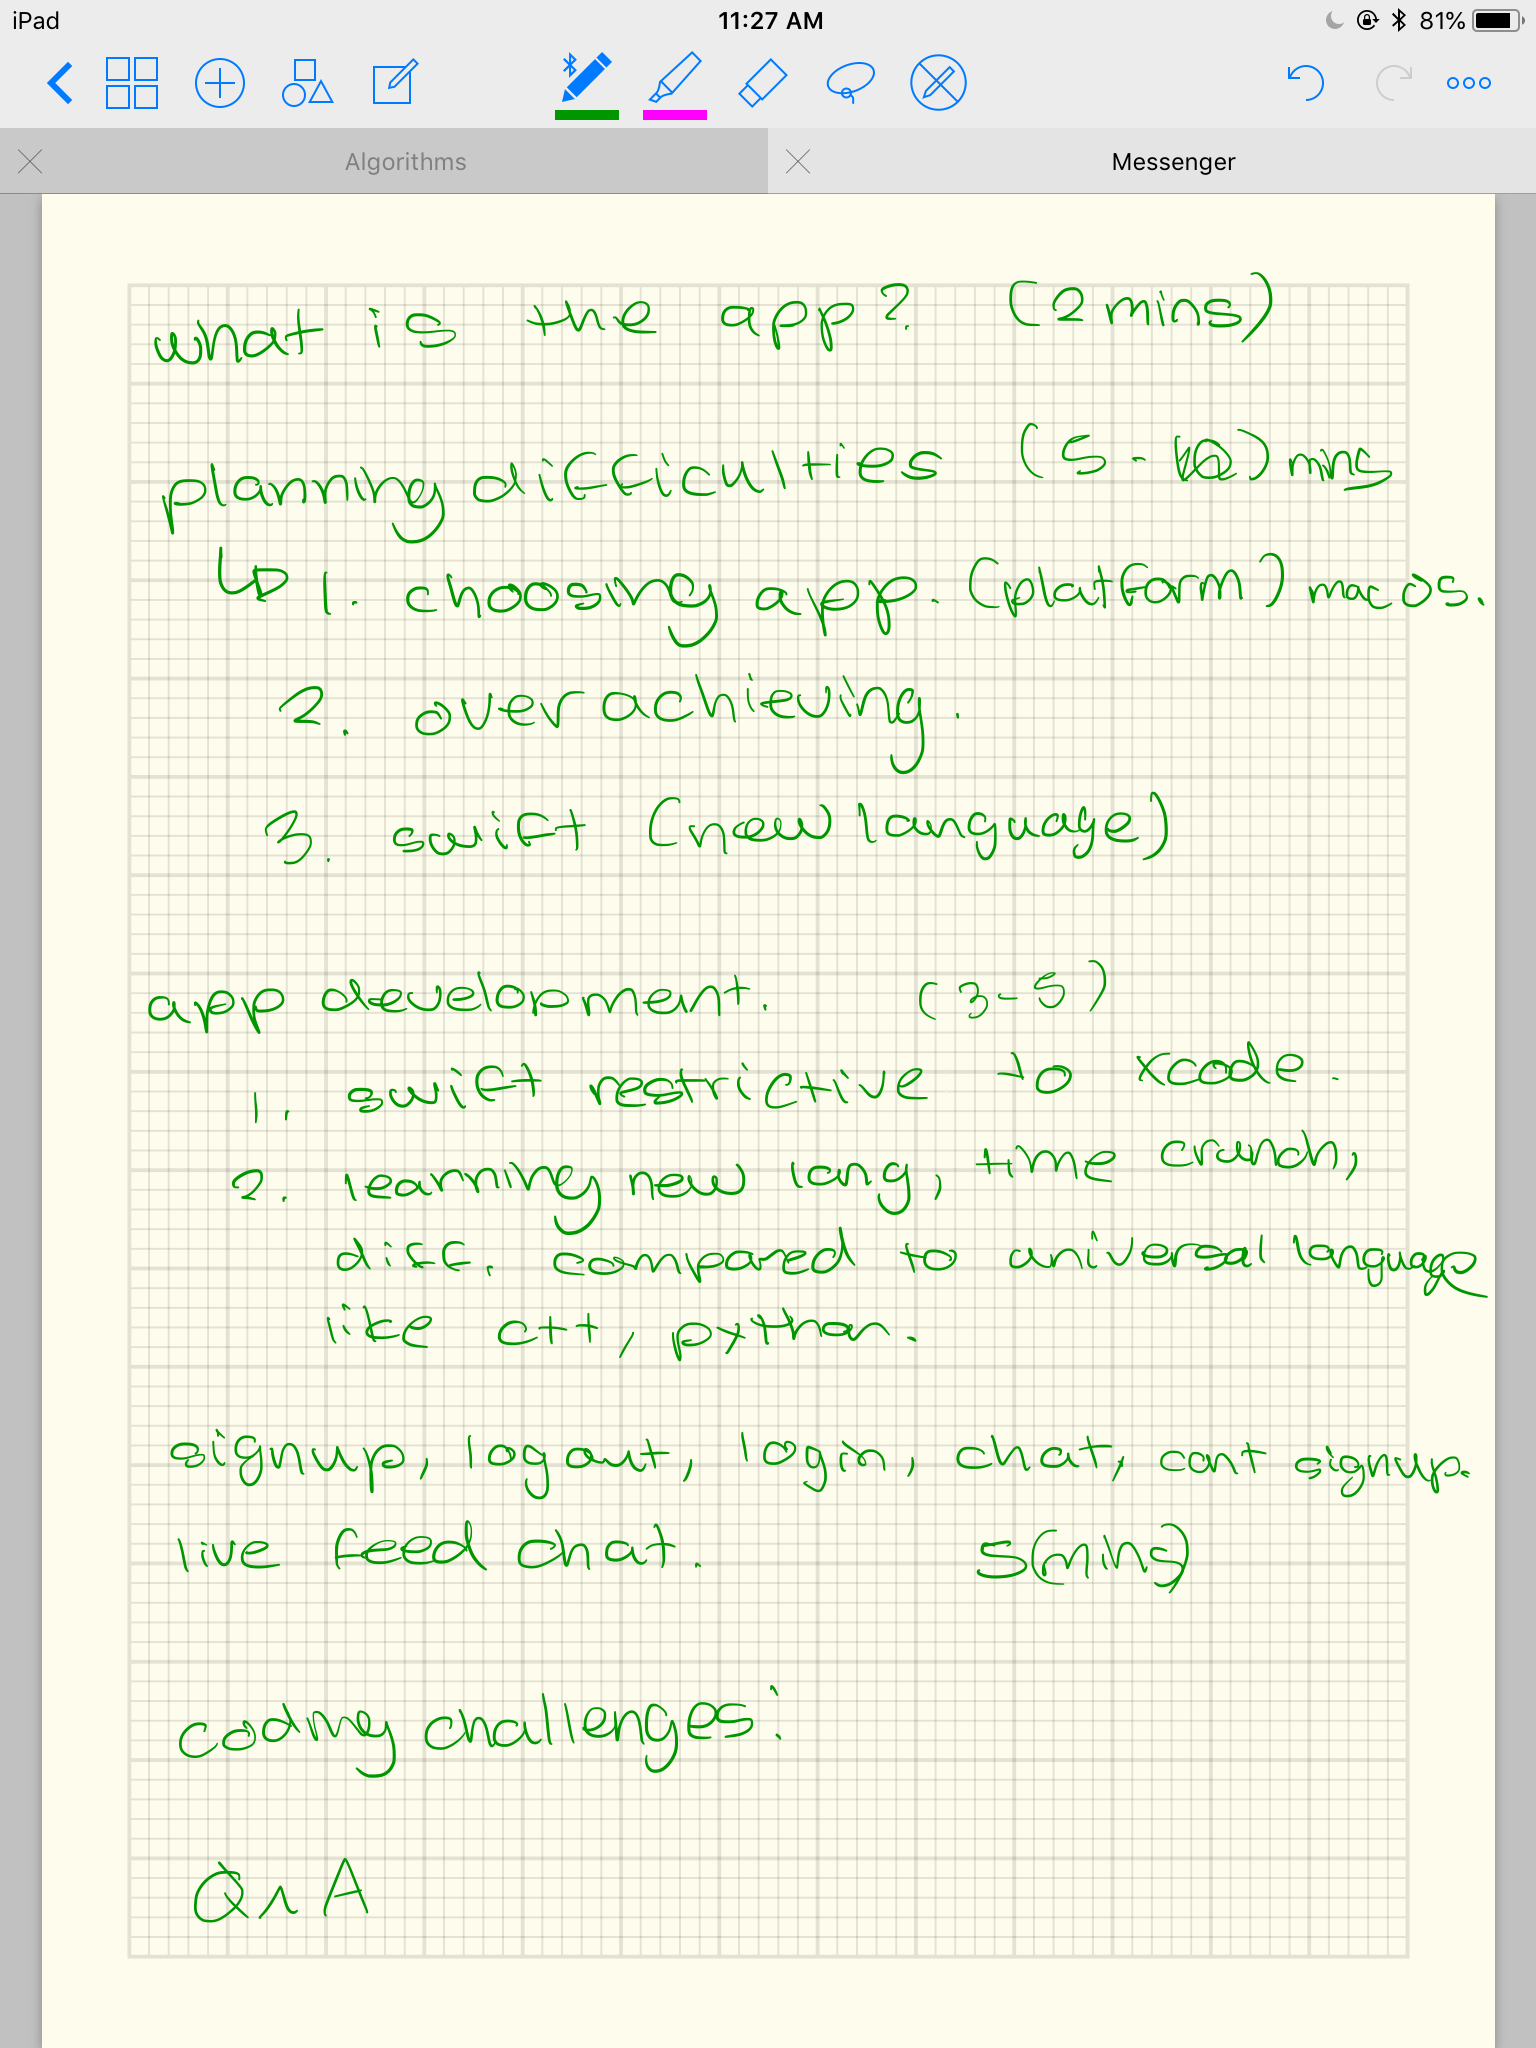 iPad 11:27 AM 81%
Algorithms Messenger
what is the app? (2 mins)
planning difficulties (5 - 10) mins
1. choosing app. (platform) mac os.
2. over achieving.
3. swift (new language)
app development. (3-5)
1. swift restrictive to xcode.
2. learning new lang, time crunch,
diff. compared to universal language
like c++, python.
signup, logout, login, chat, cant signup.
live feed chat. 5(mins)
coding challenges:
Q n A